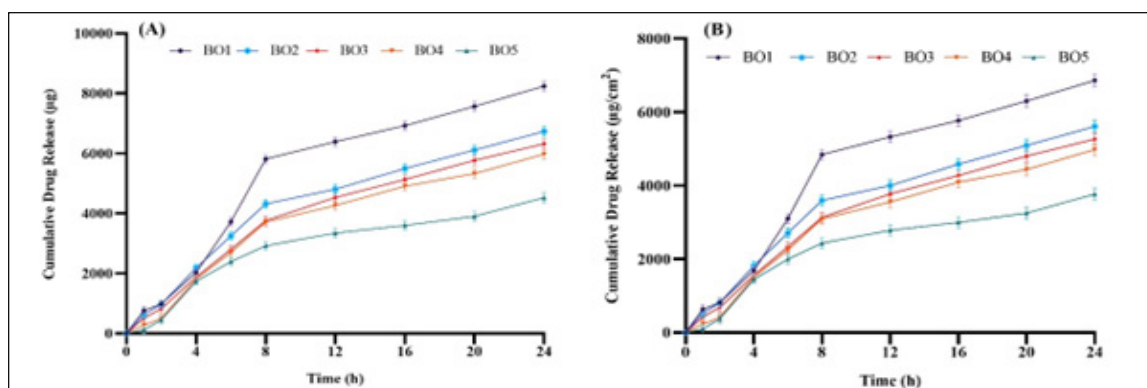 (A)
BO1 BO2 BO3 BO4 BO5
Cumulative Drug Release (µg)
10000
8000
6000
4000
2000
0
0 4 8 12 16 20 24
Time (h)
(B)
BO1 BO2 BO3 BO4 BO5
Cumulative Drug Release (µg/cm²)
8000
6000
4000
2000
0
0 4 8 12 16 20 24
Time (h)